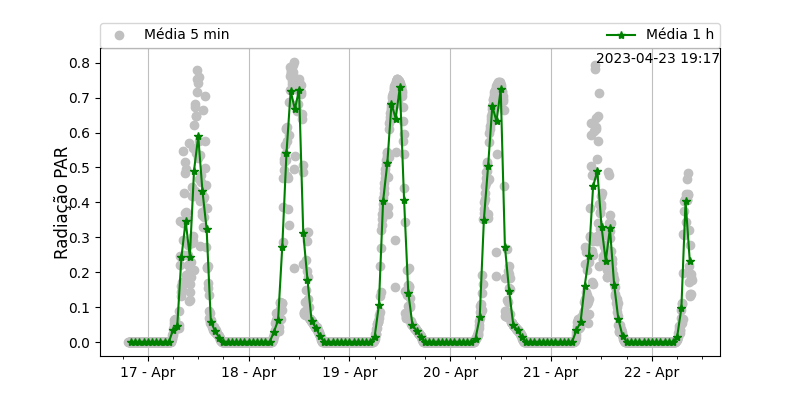 Média 5 min
Média 1 h
2023-04-23 19:17
Radiação PAR
0.8
0.7
0.6
0.5
0.4
0.3
0.2
0.1
0.0
17 - Apr
18 - Apr
19 - Apr
20 - Apr
21 - Apr
22 - Apr